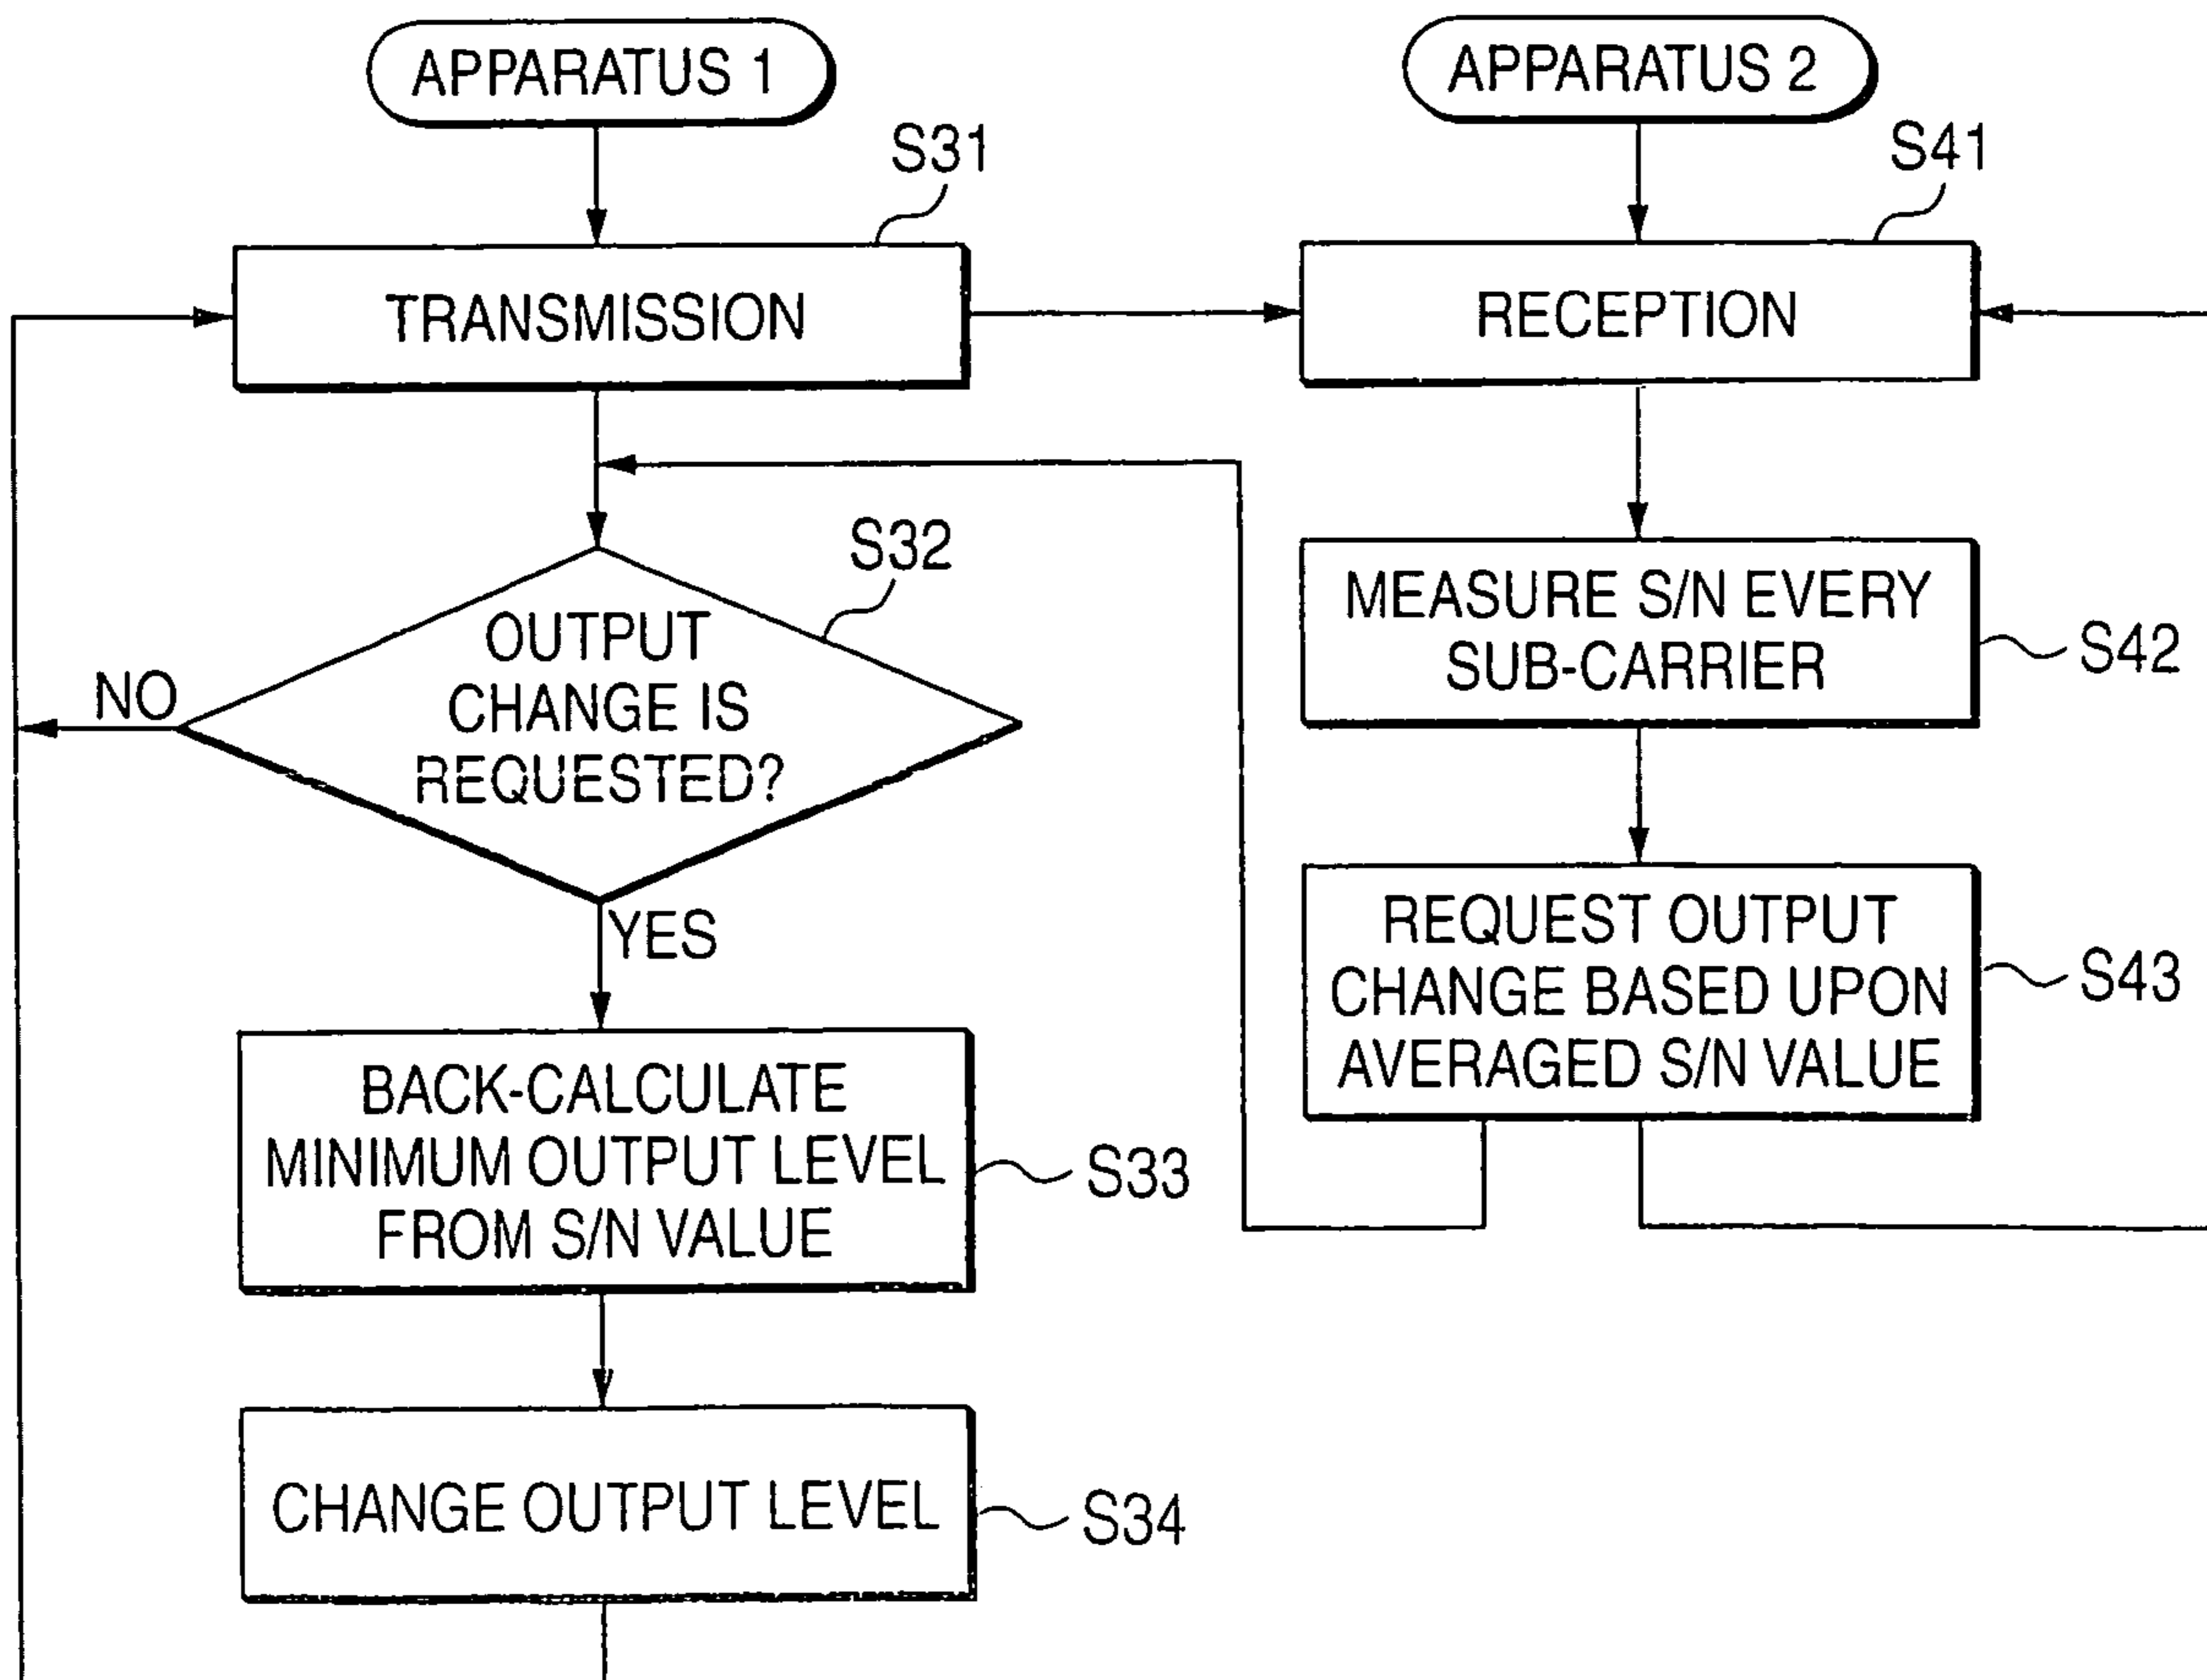 APPARATUS 1
S31
TRANSMISSION
S32
OUTPUT
CHANGE IS
REQUESTED?
NO
YES
BACK-CALCULATE
MINIMUM OUTPUT LEVEL
FROM S/N VALUE
S33
CHANGE OUTPUT LEVEL
S34
APPARATUS 2
S41
RECEPTION
MEASURE S/N EVERY
SUB-CARRIER
S42
REQUEST OUTPUT
CHANGE BASED UPON
AVERAGED S/N VALUE
S43